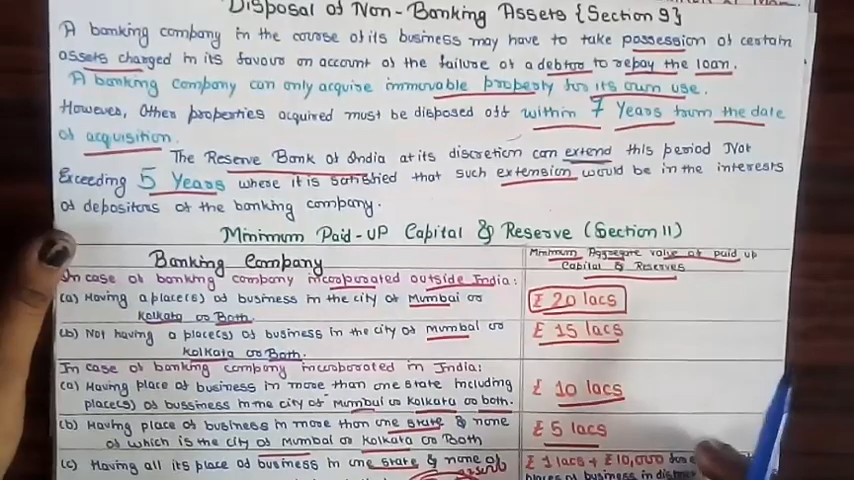 Disposal of Non-Banking Assets {Section 9}
A banking company in the course of its business may have to take possession of certain
assets charged in its favour on account of the failure of a debtor to repay the loan.
A banking company can only acquire immovable property for its own use.
However, Other properties acquired must be disposed off within 7 Years from the date
of acquisition.
The Reserve Bank of India at its discretion can extend this period Not
Exceeding 5 Years where it is satisfied that such extension would be in the interests
of depositors of the banking company.
Minimum Paid-UP Capital & Reserve (Section 11)
Banking Company
Minimum Aggregate value of paid up
Capital & Reserves
In case of banking company incorporated outside India:
(a) Having a place(s) of business in the city of Mumbai or
Kolkata or Both.
₹ 20 lacs
(b) Not having a place(s) of business in the city of Mumbai or
Kolkata or Both.
₹ 15 lacs
In case of banking company incorporated in India:
(a) Having place of business in more than one state including
place(s) of bussiness in the city of Mumbai or Kolkata or both.
₹ 10 lacs
(b) Having place of business in more than one state & none
of which is the city of Mumbai or Kolkata or Both
₹ 5 lacs
(c) Having all its place of business in one state & none of
₹ 1 lacs + ₹10,000 for
places of business in